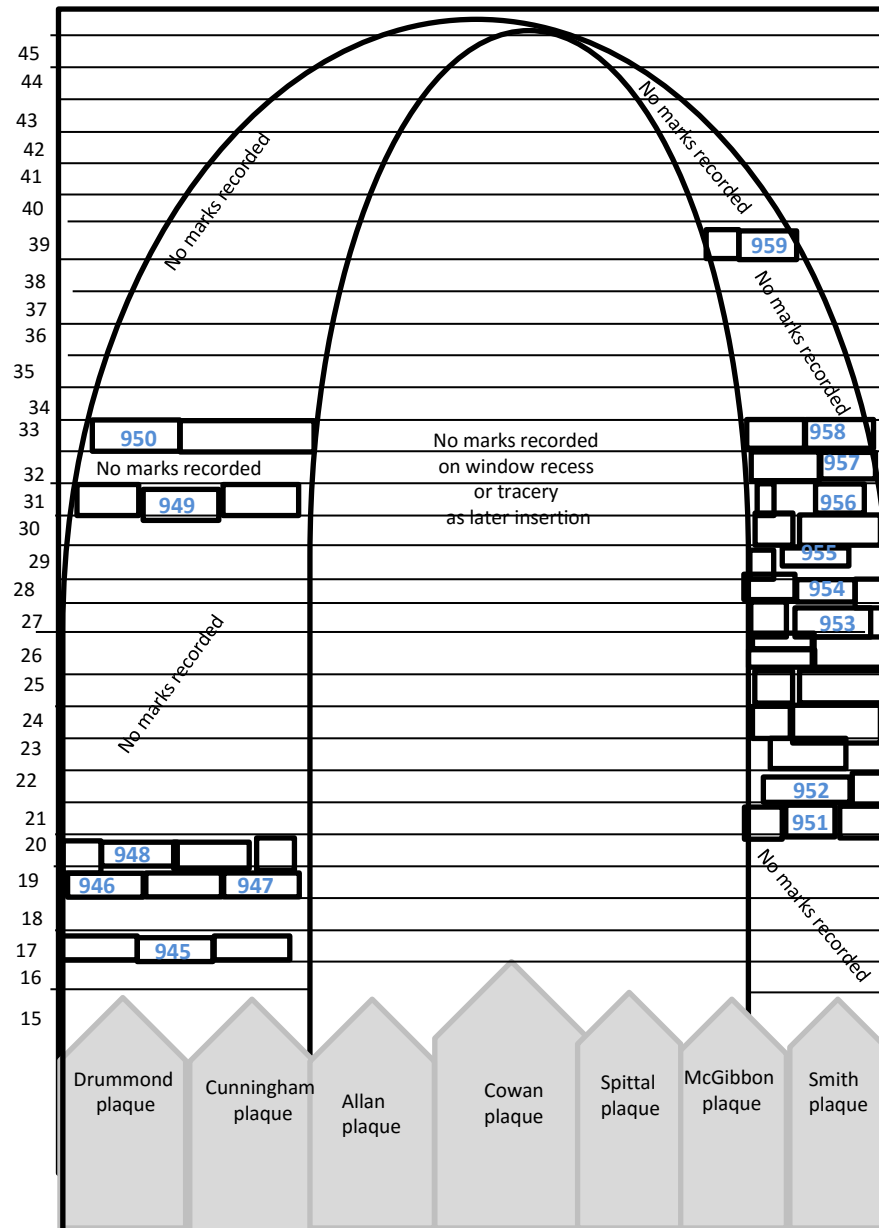 45
44
43
42
41
40
39
38
37
36
35
34
33
32
31
30
29
28
27
26
25
24
23
22
21
20
19
18
17
16
15
No marks recorded
No marks recorded
959
No marks recorded
950
No marks recorded
949
No marks recorded
on window recess
or tracery
as later insertion
958
957
956
955
954
953
No marks recorded
952
951
948
946
947
945
No marks recorded
Drummond
plaque
Cunningham
plaque
Allan
plaque
Cowan
plaque
Spittal
plaque
McGibbon
plaque
Smith
plaque